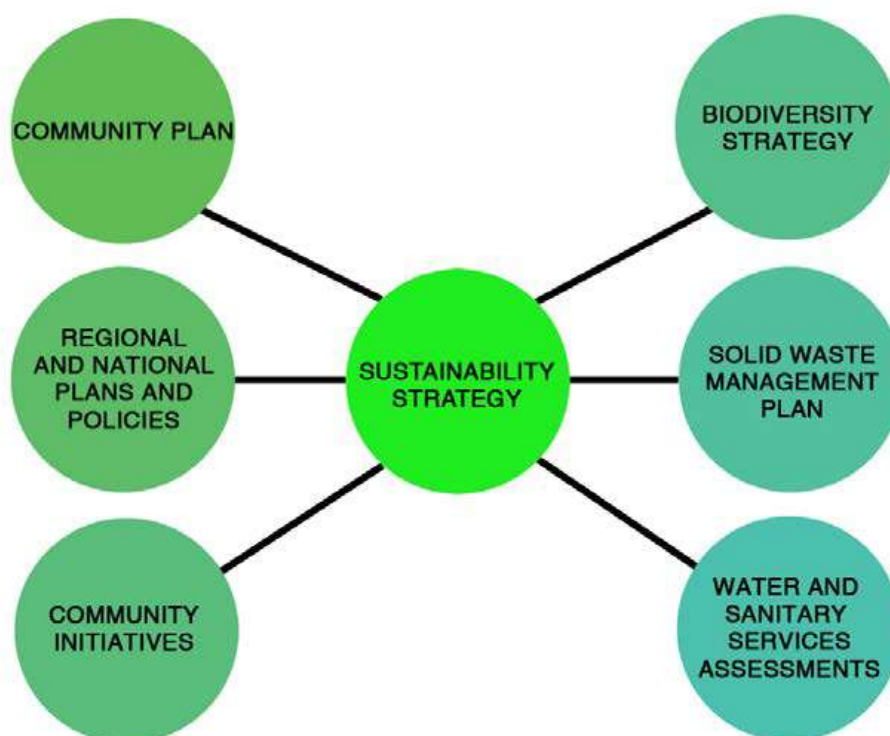 COMMUNITY PLAN
BIODIVERSITY
STRATEGY
REGIONAL
AND NATIONAL
PLANS AND
POLICIES
SUSTAINABILITY
STRATEGY
SOLID WASTE
MANAGEMENT
PLAN
COMMUNITY
INITIATIVES
WATER AND
SANITARY
SERVICES
ASSESSMENTS